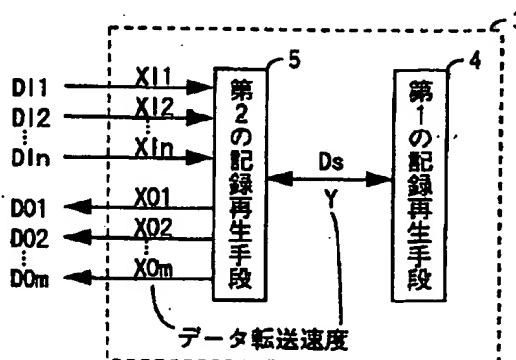 3
5
4
DI1
XI1
DI2
XI2
DIn
XIn
DO1
XO1
DO2
XO2
DOm
XOm
第2の記録再生手段
Ds
Y
第1の記録再生手段
データ転送速度